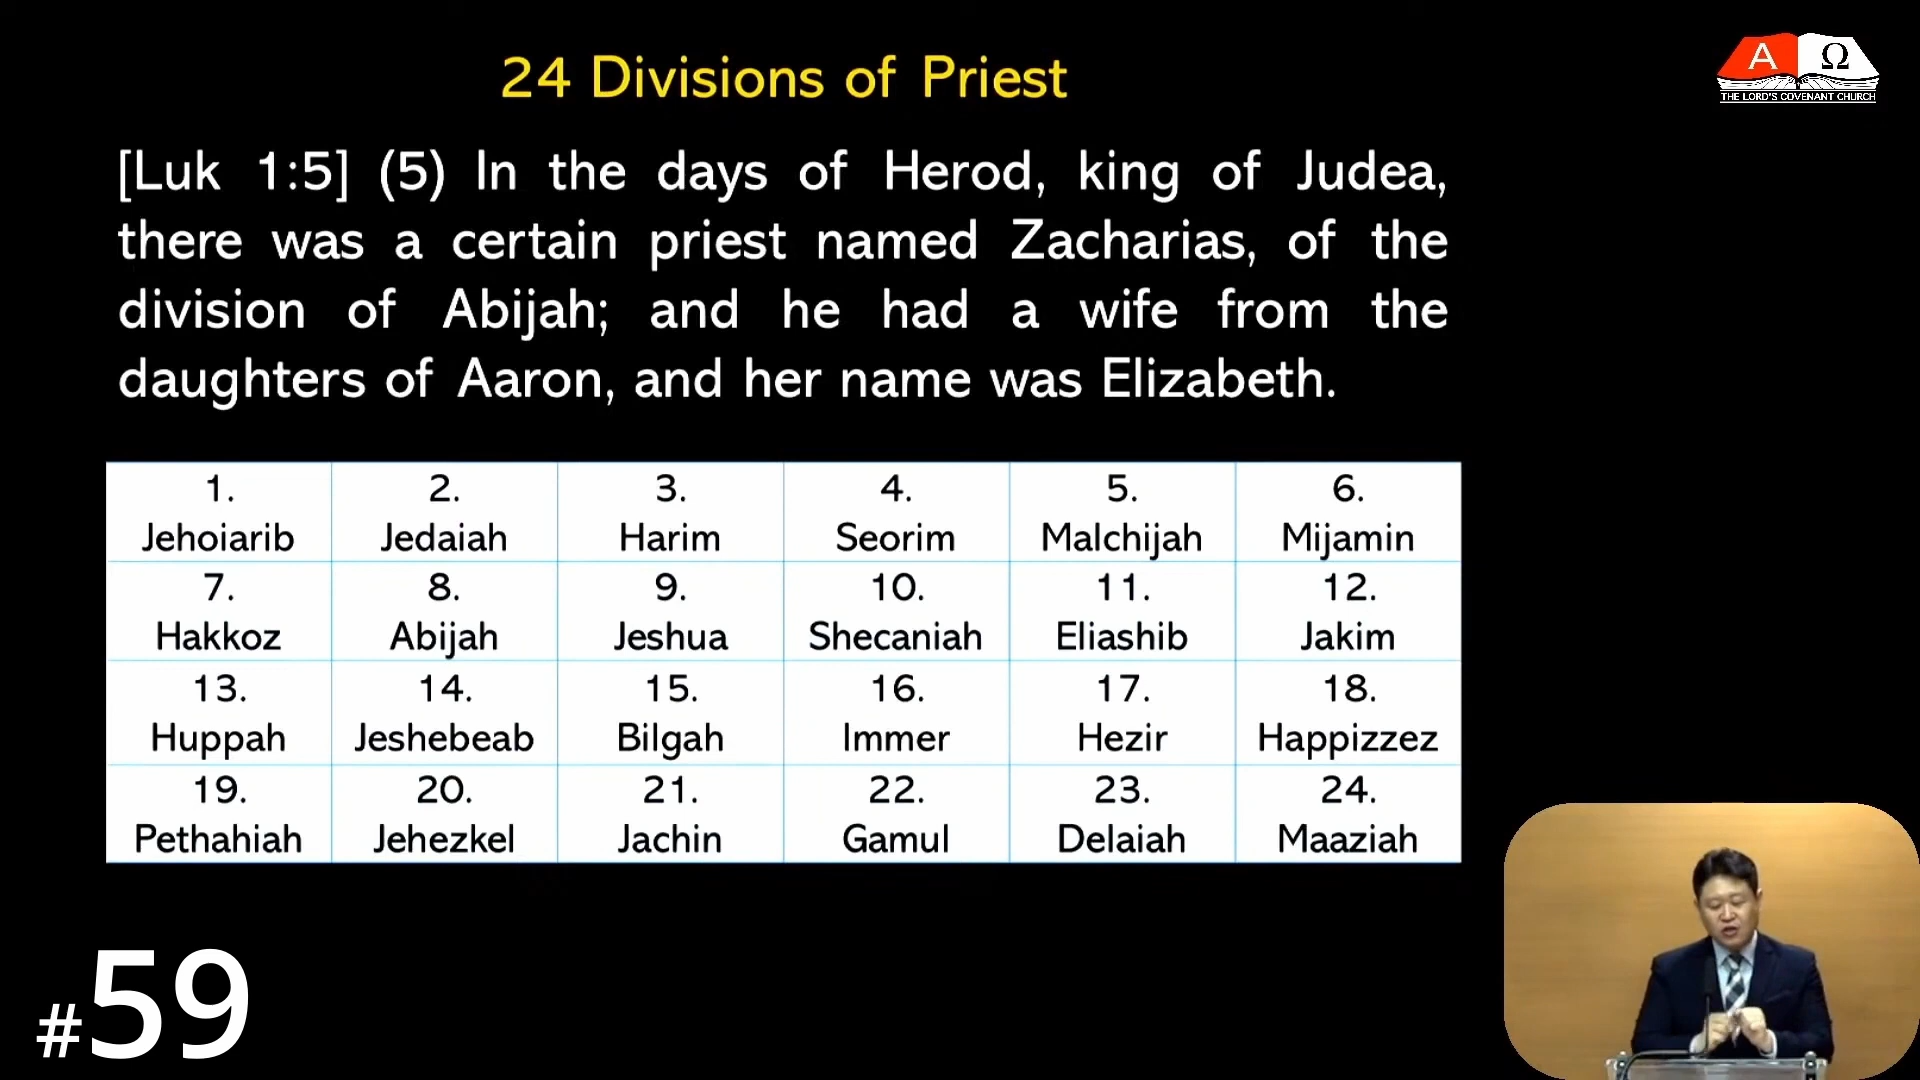 24 Divisions of Priest
A Ω
THE LORD'S COVENANT CHURCH
[Luk 1:5] (5) In the days of Herod, king of Judea,
there was a certain priest named Zacharias, of the
division of Abijah; and he had a wife from the
daughters of Aaron, and her name was Elizabeth.
1. 2. 3. 4. 5. 6.
Jehoiarib Jedaiah Harim Seorim Malchijah Mijamin
7. 8. 9. 10. 11. 12.
Hakkoz Abijah Jeshua Shecaniah Eliashib Jakim
13. 14. 15. 16. 17. 18.
Huppah Jeshebeab Bilgah Immer Hezir Happizzez
19. 20. 21. 22. 23. 24.
Pethahiah Jehezkel Jachin Gamul Delaiah Maaziah
#59